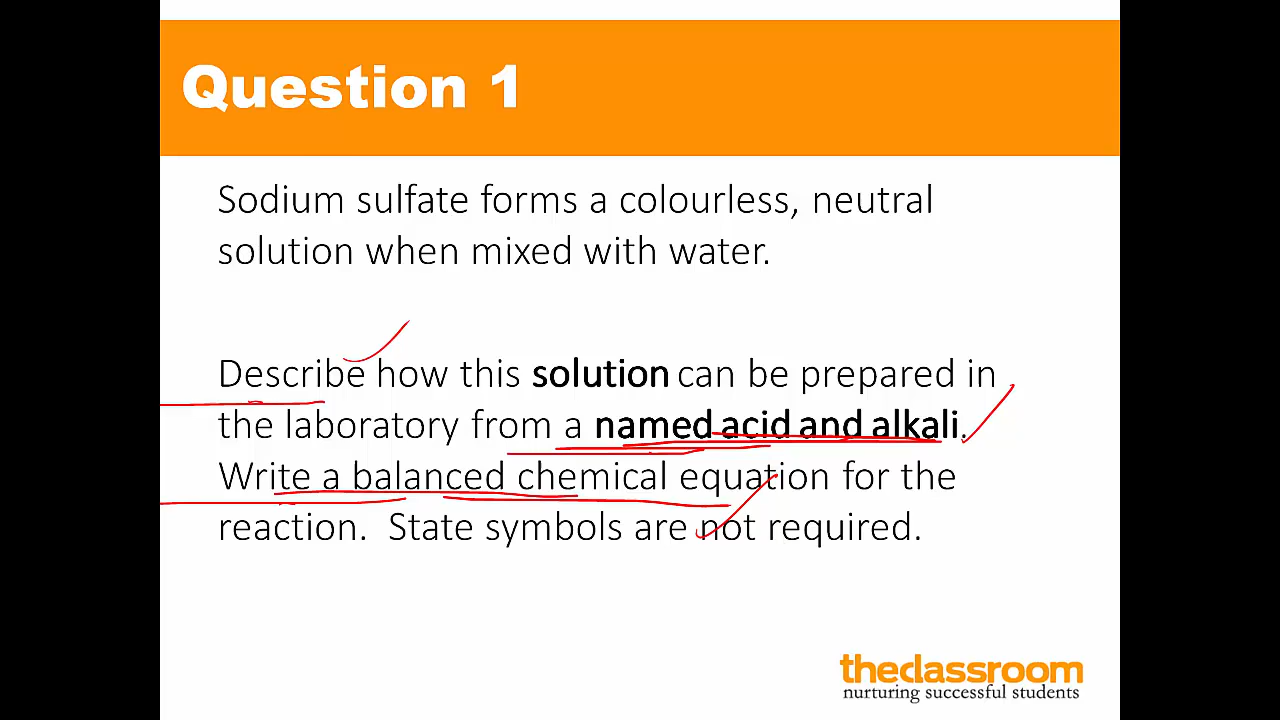 Question 1
Sodium sulfate forms a colourless, neutral
solution when mixed with water.
Describe how this solution can be prepared in
the laboratory from a named acid and alkali.
Write a balanced chemical equation for the
reaction. State symbols are not required.
theclassroom
nurturing successful students